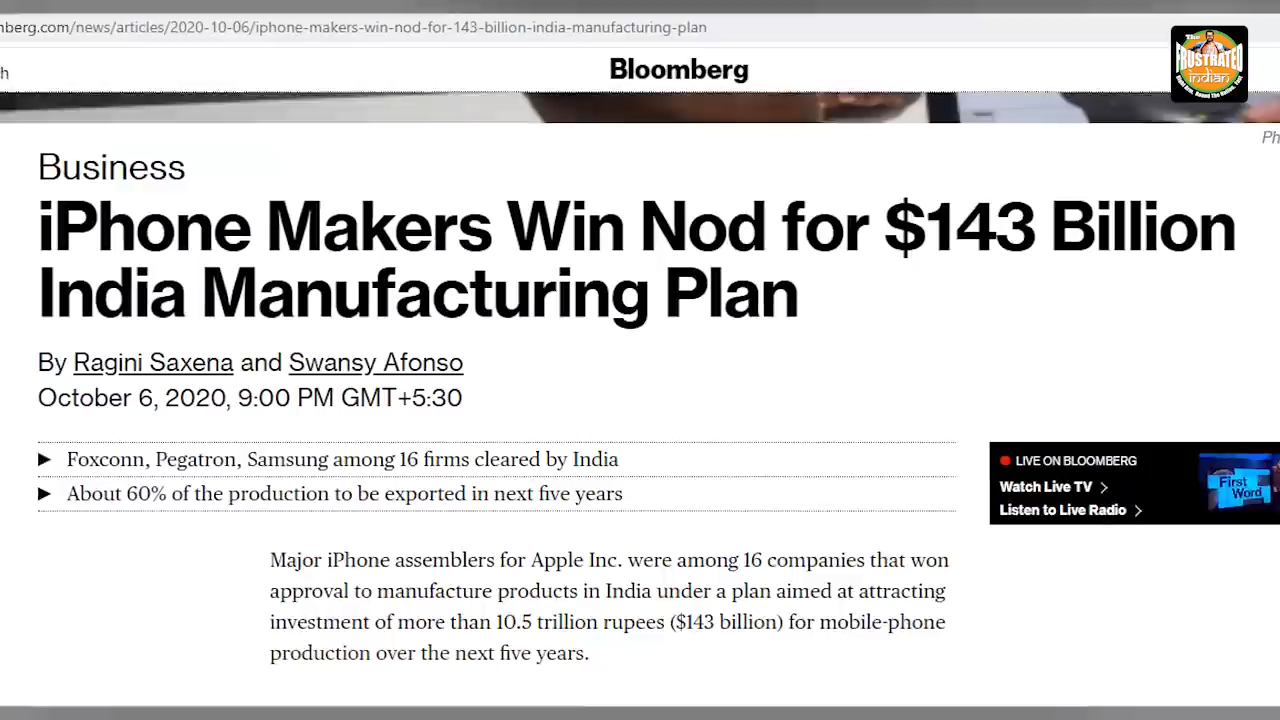 nberg.com/news/articles/2020-10-06/iphone-makers-win-nod-for-143-billion-india-manufacturing-plan
The
FRUSTRATED
indian
h
Bloomberg
Ph
Business
iPhone Makers Win Nod for $143 Billion
India Manufacturing Plan
By Ragini Saxena and Swansy Afonso
October 6, 2020, 9:00 PM GMT+5:30
▶ Foxconn, Pegatron, Samsung among 16 firms cleared by India
▶ About 60% of the production to be exported in next five years
LIVE ON BLOOMBERG
Watch Live TV >
Listen to Live Radio >
First
Word
Major iPhone assemblers for Apple Inc. were among 16 companies that won
approval to manufacture products in India under a plan aimed at attracting
investment of more than 10.5 trillion rupees ($143 billion) for mobile-phone
production over the next five years.